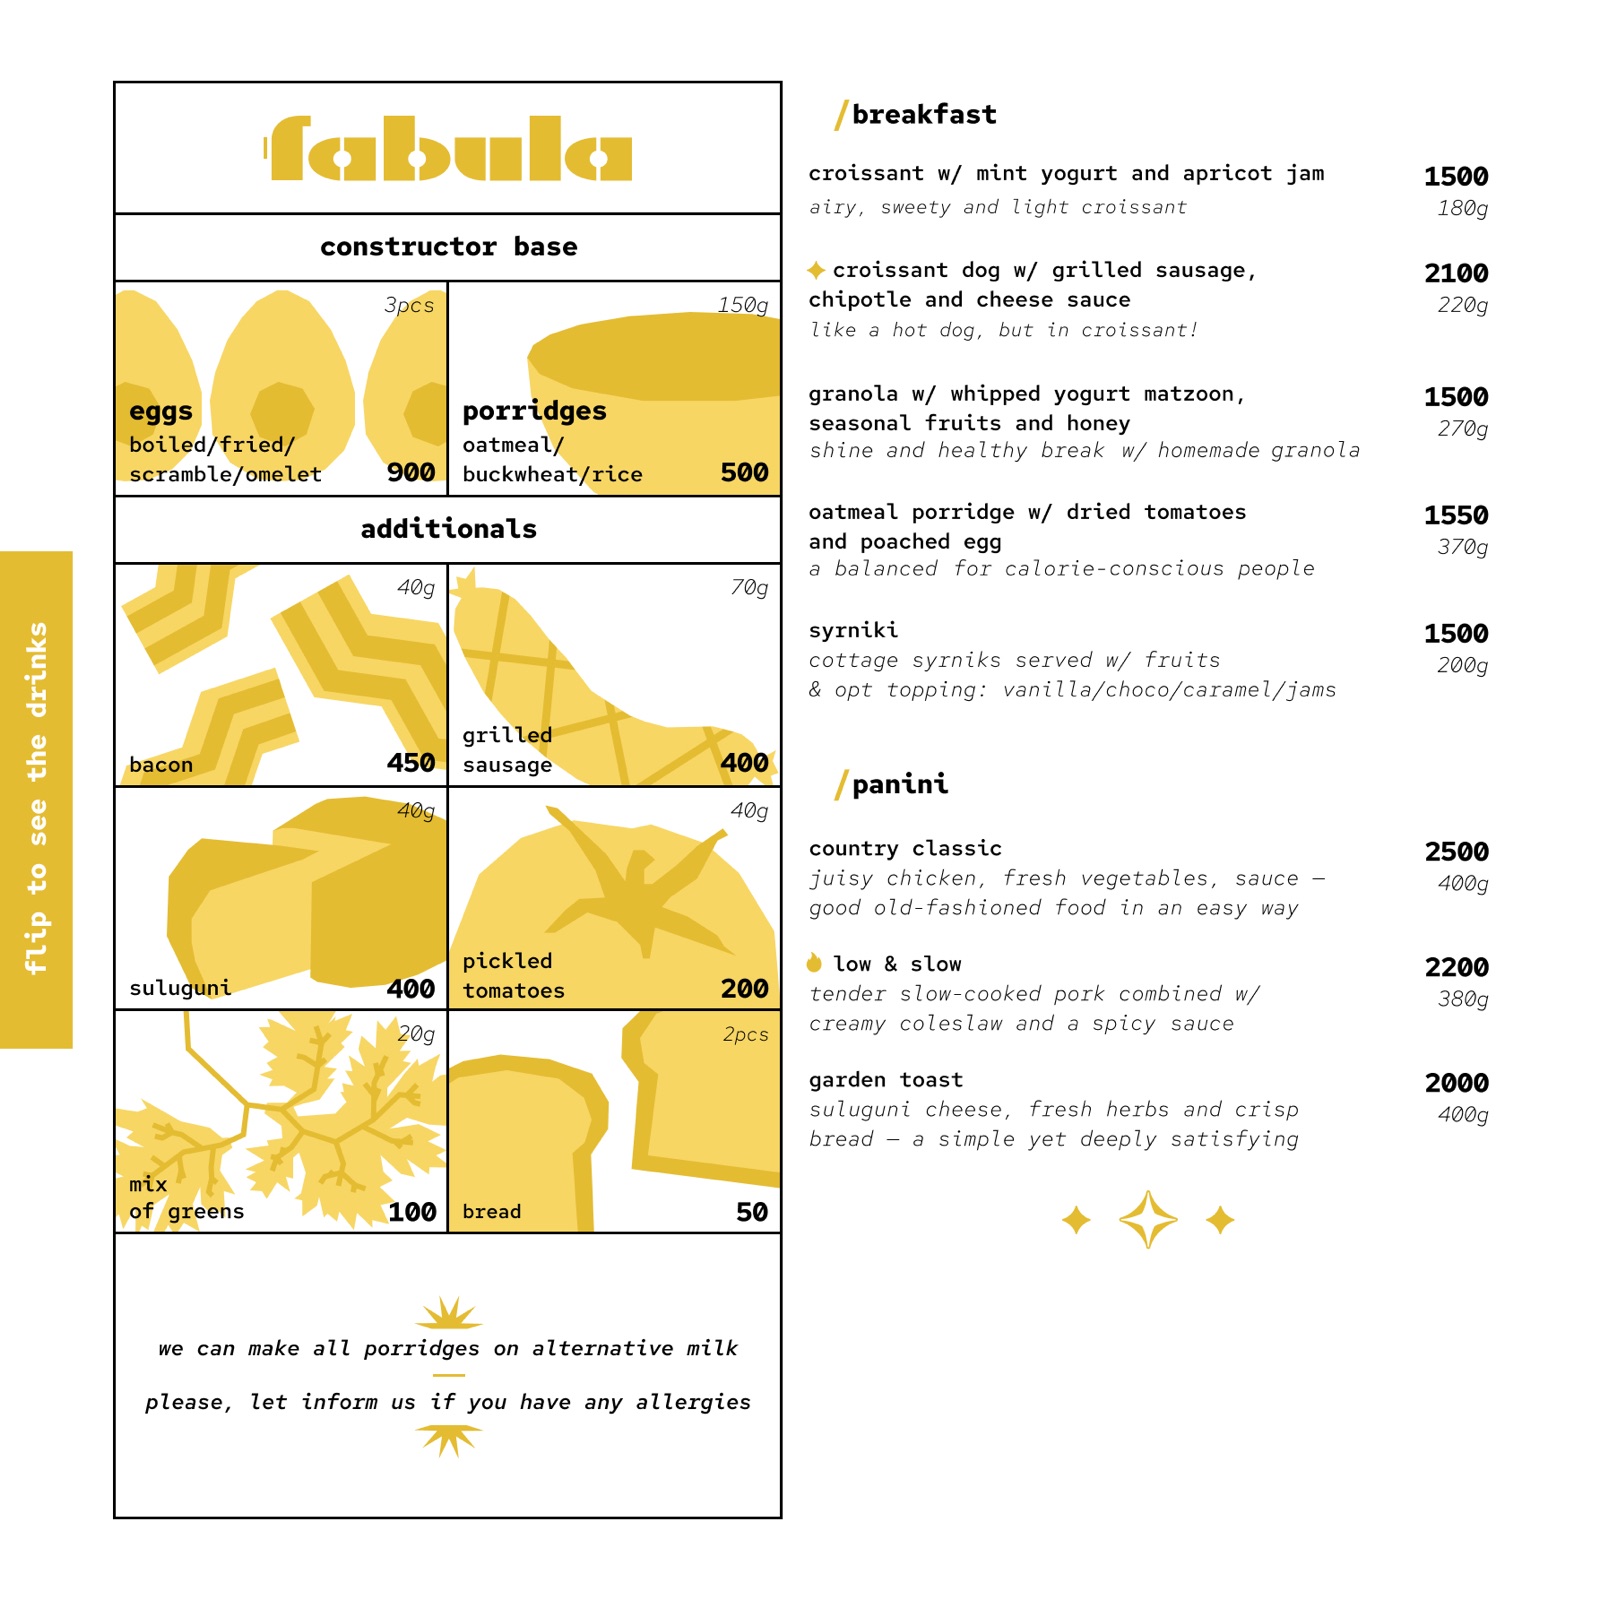 fabula
constructor base
3pcs
eggs
boiled/fried/
scramble/omelet 900
150g
porridges
oatmeal/
buckwheat/rice 500
additionals
40g
bacon 450
70g
grilled
sausage 400
40g
suluguni 400
40g
pickled
tomatoes 200
20g
mix
of greens 100
2pcs
bread 50
we can make all porridges on alternative milk
please, let inform us if you have any allergies
flip to see the drinks
/breakfast
croissant w/ mint yogurt and apricot jam 1500
airy, sweety and light croissant 180g
croissant dog w/ grilled sausage, 2100
chipotle and cheese sauce 220g
like a hot dog, but in croissant!
granola w/ whipped yogurt matzoon, 1500
seasonal fruits and honey 270g
shine and healthy break w/ homemade granola
oatmeal porridge w/ dried tomatoes 1550
and poached egg 370g
a balanced for calorie-conscious people
syrniki 1500
cottage syrniks served w/ fruits 200g
& opt topping: vanilla/choco/caramel/jams
/panini
country classic 2500
juisy chicken, fresh vegetables, sauce — 400g
good old-fashioned food in an easy way
low & slow 2200
tender slow-cooked pork combined w/ 380g
creamy coleslaw and a spicy sauce
garden toast 2000
suluguni cheese, fresh herbs and crisp 400g
bread — a simple yet deeply satisfying